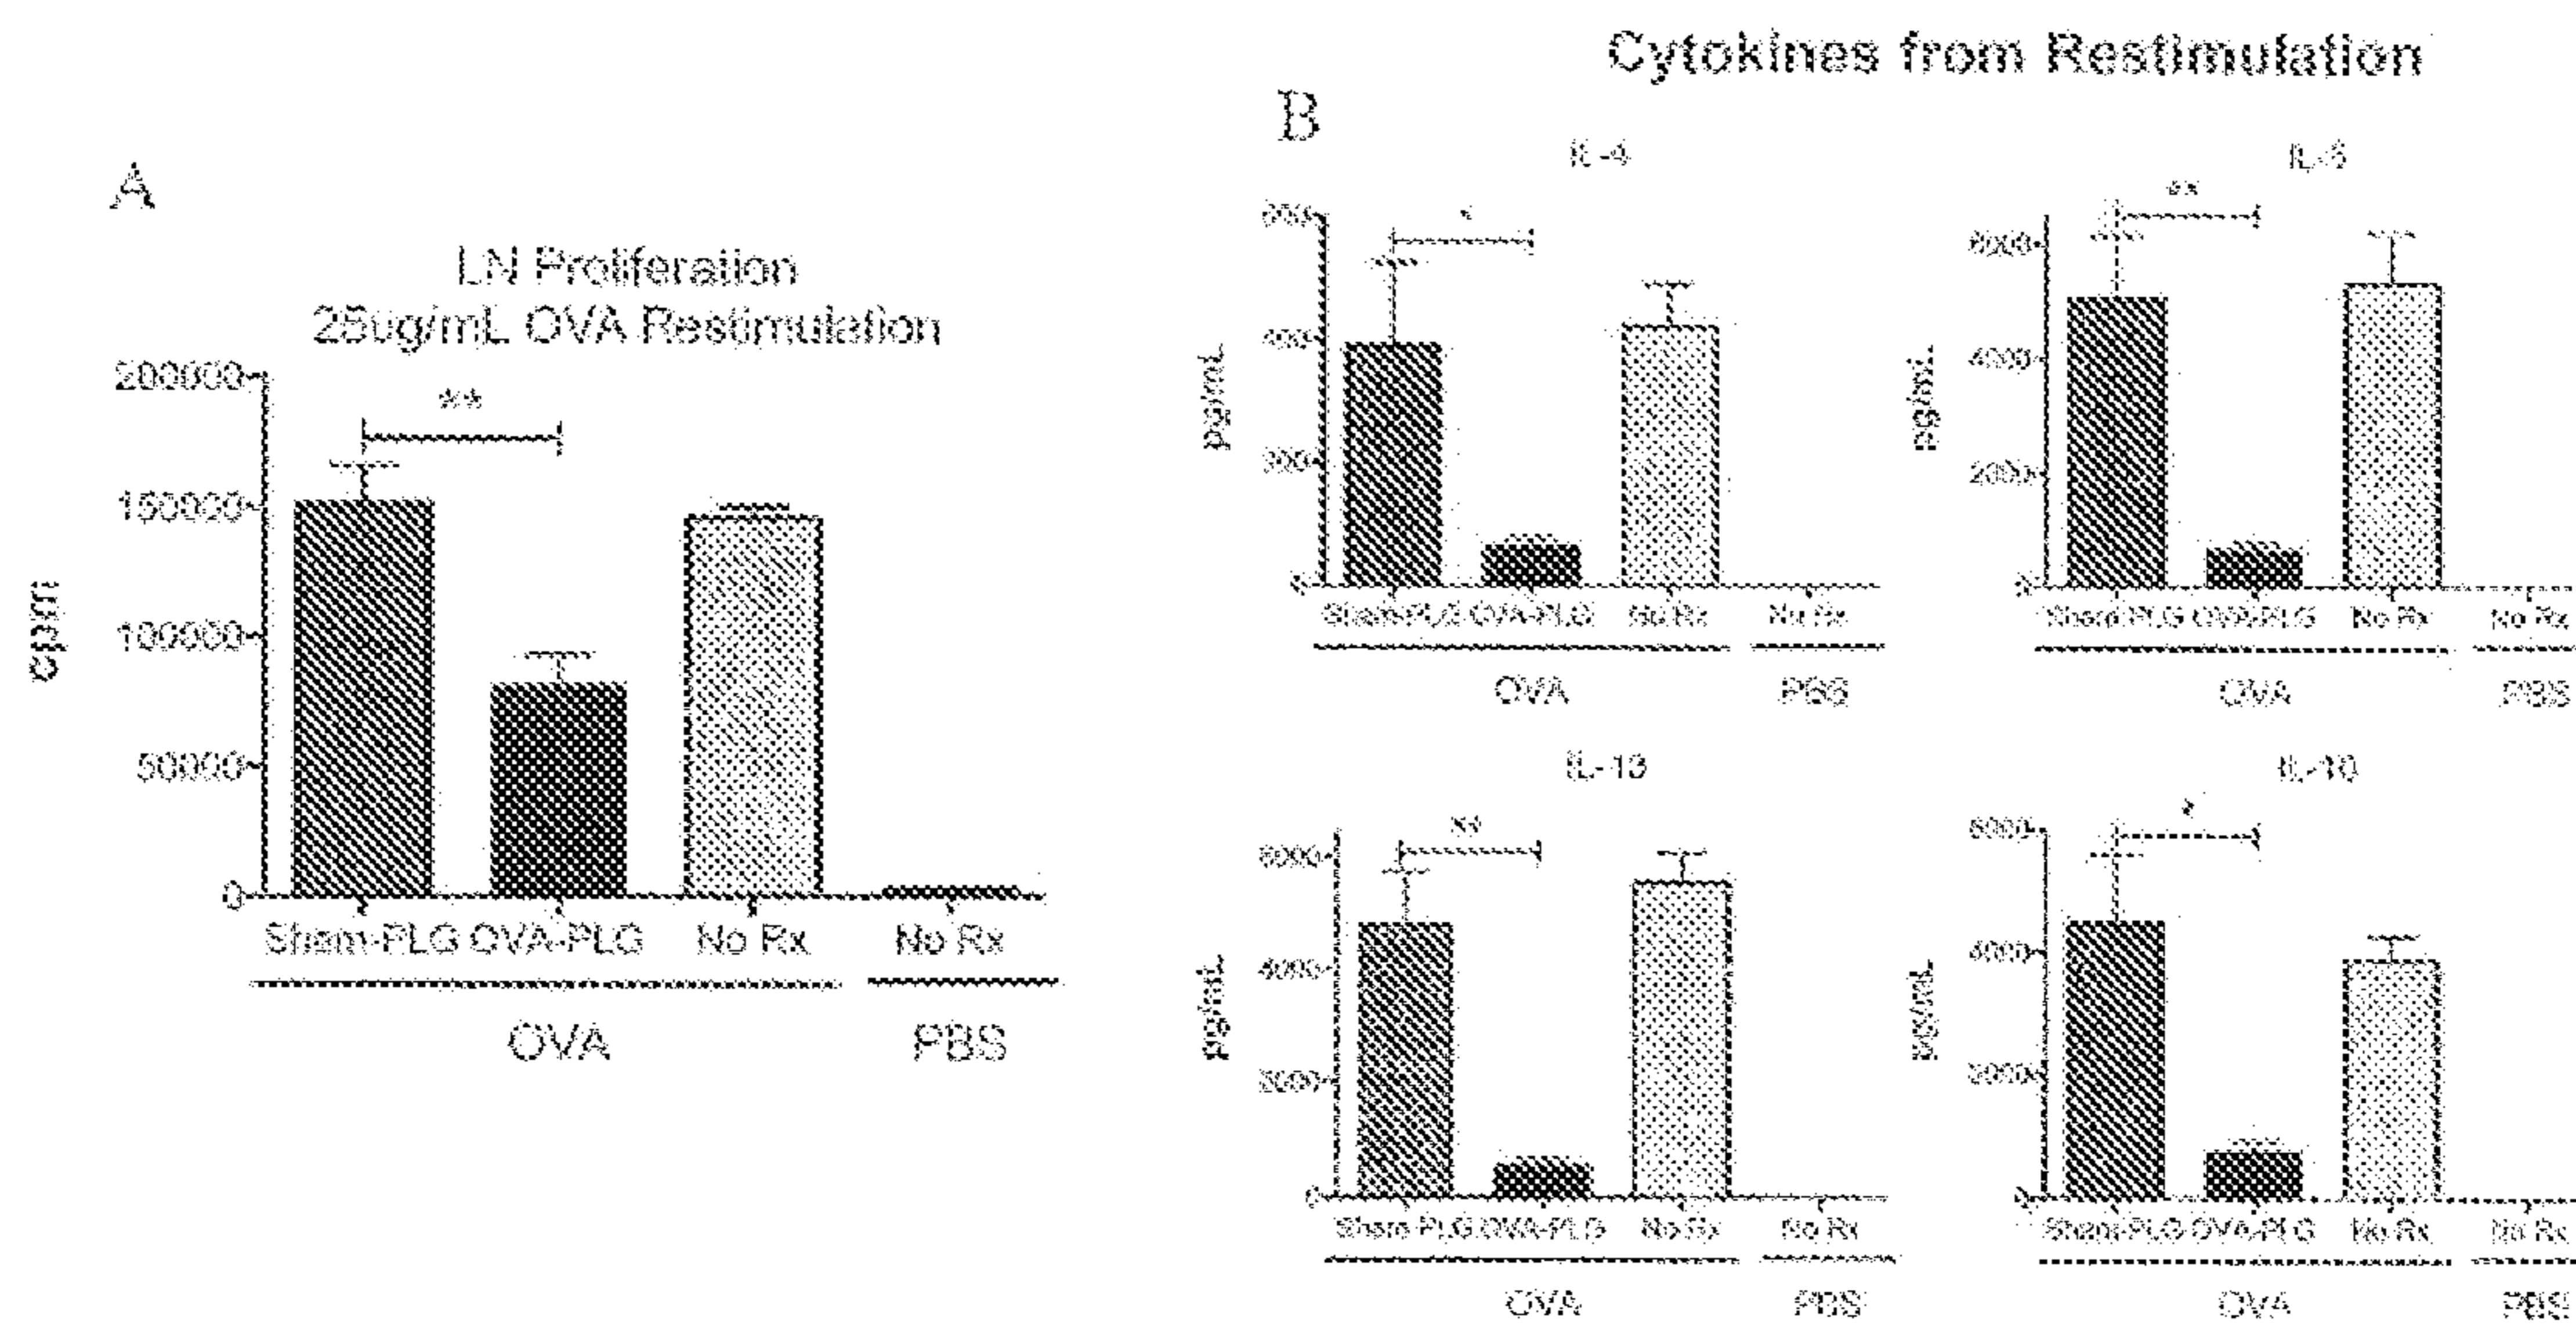 Cytokines from Restimulation
A
LN Proliferation
25ug/mL OVA Restimulation
**
cpm
200000
150000
100000
50000
0
Sham-PLG OVA-PLG No Rx No Rx
OVA PBS
B
IL-4
*
pg/mL
400
0
Sham-PLG OVA-PLG No Rx No Rx
OVA PBS
IL-5
**
pg/mL
6000
4000
2000
0
Sham-PLG OVA-PLG No Rx No Rx
OVA PBS
IL-13
**
pg/mL
6000
4000
2000
0
Sham-PLG OVA-PLG No Rx No Rx
OVA PBS
IL-10
*
pg/mL
4000
2000
0
Sham-PLG OVA-PLG No Rx No Rx
OVA PBS